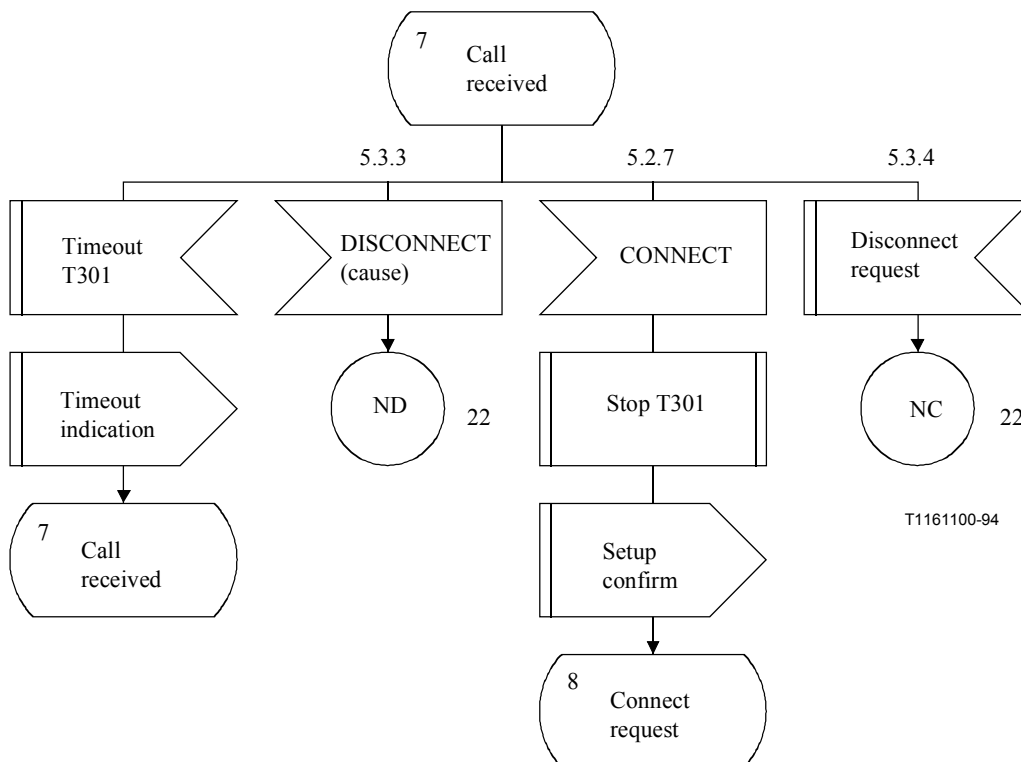 7
Call
received
5.3.3
5.2.7
5.3.4
Timeout
T301
DISCONNECT
(cause)
CONNECT
Disconnect
request
Timeout
indication
ND
22
Stop T301
NC
22
7
Call
received
Setup
confirm
T1161100-94
8
Connect
request